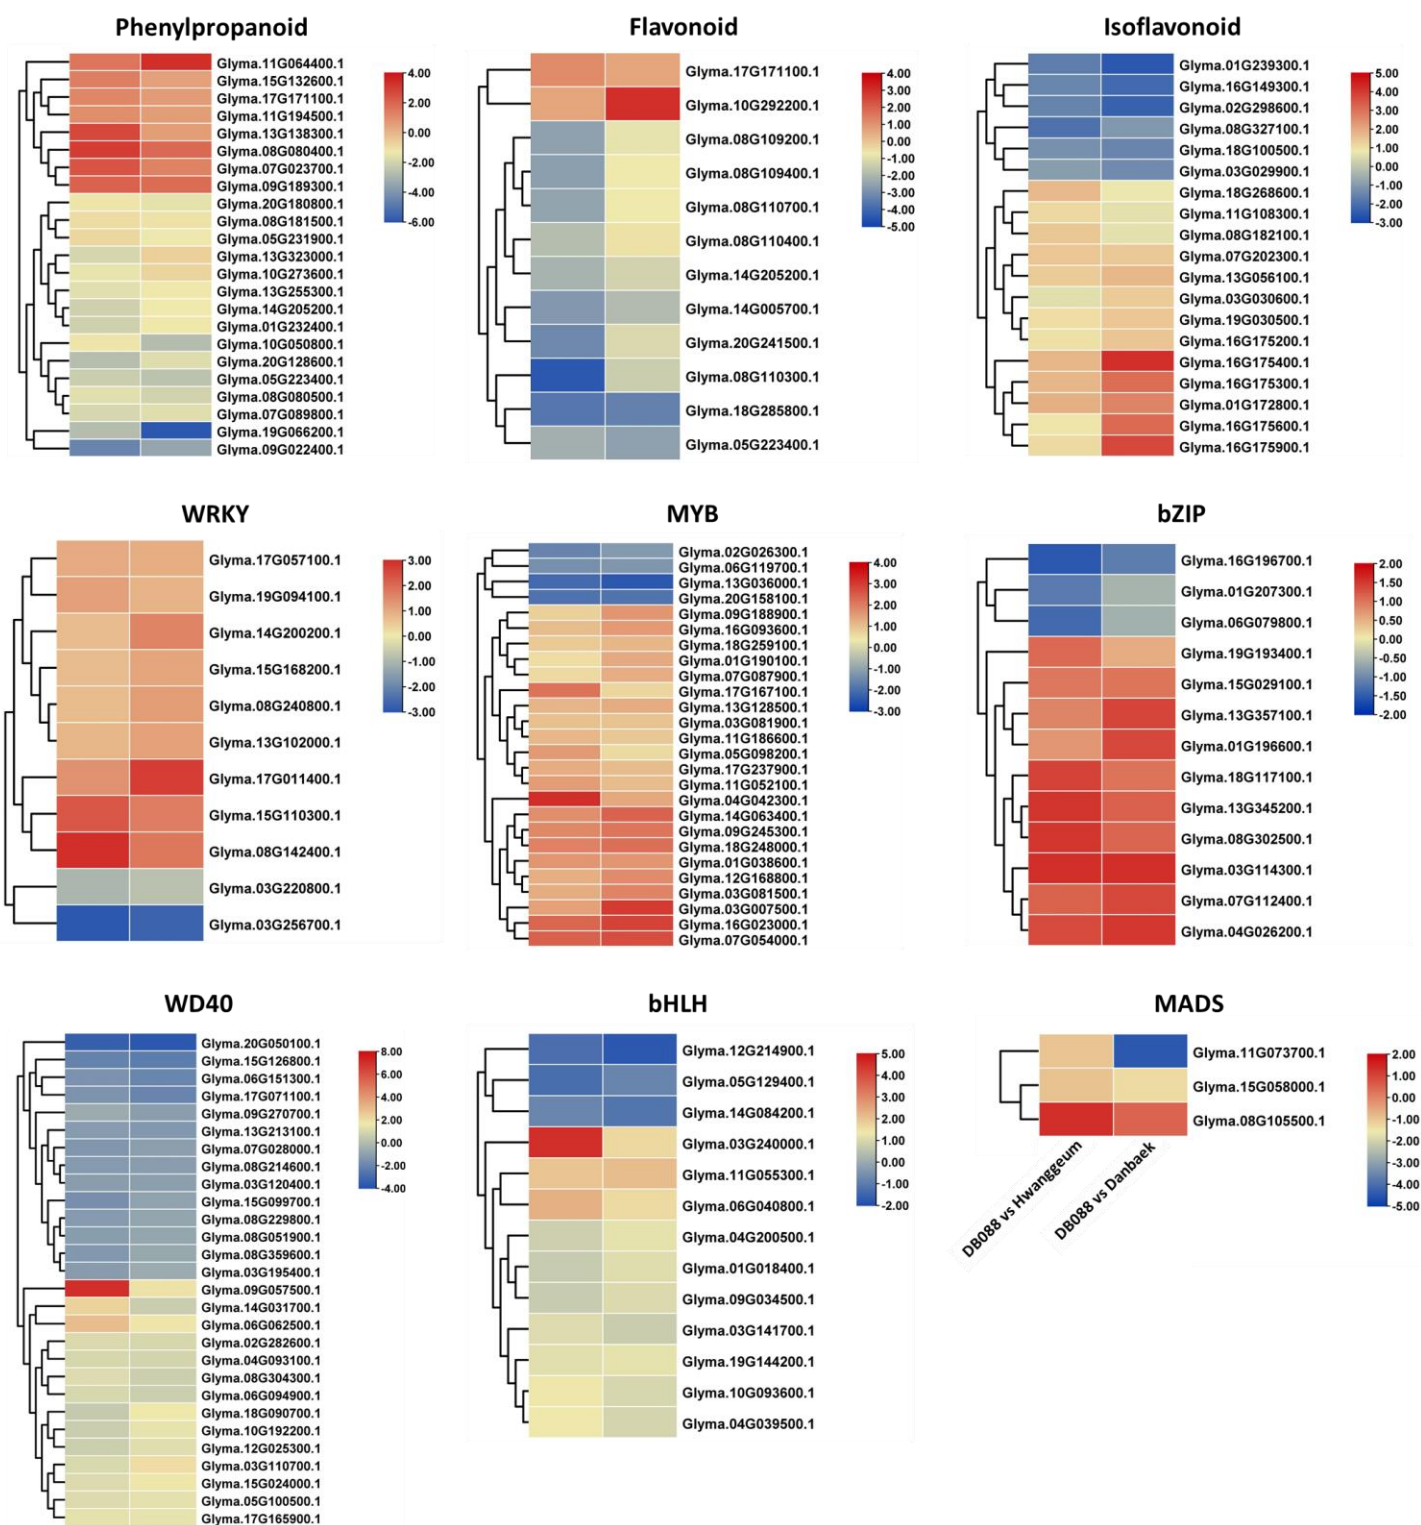 Phenylpropanoid
Glyma.11G064400.1
Glyma.15G132600.1
Glyma.17G171100.1
Glyma.11G194500.1
Glyma.13G138300.1
Glyma.08G080400.1
Glyma.07G023700.1
Glyma.09G189300.1
Glyma.20G180800.1
Glyma.08G181500.1
Glyma.05G231900.1
Glyma.13G323000.1
Glyma.10G273600.1
Glyma.13G255300.1
Glyma.14G205200.1
Glyma.01G232400.1
Glyma.10G050800.1
Glyma.20G128600.1
Glyma.05G223400.1
Glyma.08G080500.1
Glyma.07G089800.1
Glyma.19G066200.1
Glyma.09G022400.1
4.00
2.00
0.00
-2.00
-4.00
-6.00
Flavonoid
Glyma.17G171100.1
Glyma.10G292200.1
Glyma.08G109200.1
Glyma.08G109400.1
Glyma.08G110700.1
Glyma.08G110400.1
Glyma.14G205200.1
Glyma.14G005700.1
Glyma.20G241500.1
Glyma.08G110300.1
Glyma.18G285800.1
Glyma.05G223400.1
4.00
3.00
2.00
1.00
0.00
-1.00
-2.00
-3.00
-4.00
-5.00
Isoflavonoid
Glyma.01G239300.1
Glyma.16G149300.1
Glyma.02G298600.1
Glyma.08G327100.1
Glyma.18G100500.1
Glyma.03G029900.1
Glyma.18G268600.1
Glyma.11G108300.1
Glyma.08G182100.1
Glyma.07G202300.1
Glyma.13G056100.1
Glyma.03G030600.1
Glyma.19G030500.1
Glyma.16G175200.1
Glyma.16G175400.1
Glyma.16G175300.1
Glyma.01G172800.1
Glyma.16G175600.1
Glyma.16G175900.1
5.00
4.00
3.00
2.00
1.00
0.00
-1.00
-2.00
-3.00
WRKY
Glyma.17G057100.1
Glyma.19G094100.1
Glyma.14G200200.1
Glyma.15G168200.1
Glyma.08G240800.1
Glyma.13G102000.1
Glyma.17G011400.1
Glyma.15G110300.1
Glyma.08G142400.1
Glyma.03G220800.1
Glyma.03G256700.1
3.00
2.00
1.00
0.00
-1.00
-2.00
-3.00
MYB
Glyma.02G026300.1
Glyma.06G119700.1
Glyma.13G036000.1
Glyma.20G158100.1
Glyma.09G188900.1
Glyma.16G093600.1
Glyma.18G259100.1
Glyma.01G190100.1
Glyma.07G087900.1
Glyma.17G167100.1
Glyma.13G128500.1
Glyma.03G081900.1
Glyma.11G186600.1
Glyma.05G098200.1
Glyma.17G237900.1
Glyma.11G052100.1
Glyma.04G042300.1
Glyma.14G063400.1
Glyma.09G245300.1
Glyma.18G248000.1
Glyma.01G038600.1
Glyma.12G168800.1
Glyma.03G081500.1
Glyma.03G007500.1
Glyma.16G023000.1
Glyma.07G054000.1
4.00
3.00
2.00
1.00
0.00
-1.00
-2.00
-3.00
bZIP
Glyma.16G196700.1
Glyma.01G207300.1
Glyma.06G079800.1
Glyma.19G193400.1
Glyma.15G029100.1
Glyma.13G357100.1
Glyma.01G196600.1
Glyma.18G117100.1
Glyma.13G345200.1
Glyma.08G302500.1
Glyma.03G114300.1
Glyma.07G112400.1
Glyma.04G026200.1
2.00
1.50
1.00
0.50
0.00
-0.50
-1.00
-1.50
-2.00
WD40
Glyma.20G050100.1
Glyma.15G126800.1
Glyma.06G151300.1
Glyma.17G071100.1
Glyma.09G270700.1
Glyma.13G213100.1
Glyma.07G028000.1
Glyma.08G214600.1
Glyma.03G120400.1
Glyma.15G099700.1
Glyma.08G229800.1
Glyma.08G051900.1
Glyma.08G359600.1
Glyma.03G195400.1
Glyma.09G057500.1
Glyma.14G031700.1
Glyma.06G062500.1
Glyma.02G282600.1
Glyma.04G093100.1
Glyma.08G304300.1
Glyma.06G094900.1
Glyma.18G090700.1
Glyma.10G192200.1
Glyma.12G025300.1
Glyma.03G110700.1
Glyma.15G024000.1
Glyma.05G100500.1
Glyma.17G165900.1
8.00
6.00
4.00
2.00
0.00
-2.00
-4.00
bHLH
Glyma.12G214900.1
Glyma.05G129400.1
Glyma.14G084200.1
Glyma.03G240000.1
Glyma.11G055300.1
Glyma.06G040800.1
Glyma.04G200500.1
Glyma.01G018400.1
Glyma.09G034500.1
Glyma.03G141700.1
Glyma.19G144200.1
Glyma.10G093600.1
Glyma.04G039500.1
5.00
4.00
3.00
2.00
1.00
0.00
-1.00
-2.00
MADS
Glyma.11G073700.1
Glyma.15G058000.1
Glyma.08G105500.1
DB088 vs Hwanggeum
DB088 vs Danbaek
2.00
1.00
0.00
-1.00
-2.00
-3.00
-4.00
-5.00